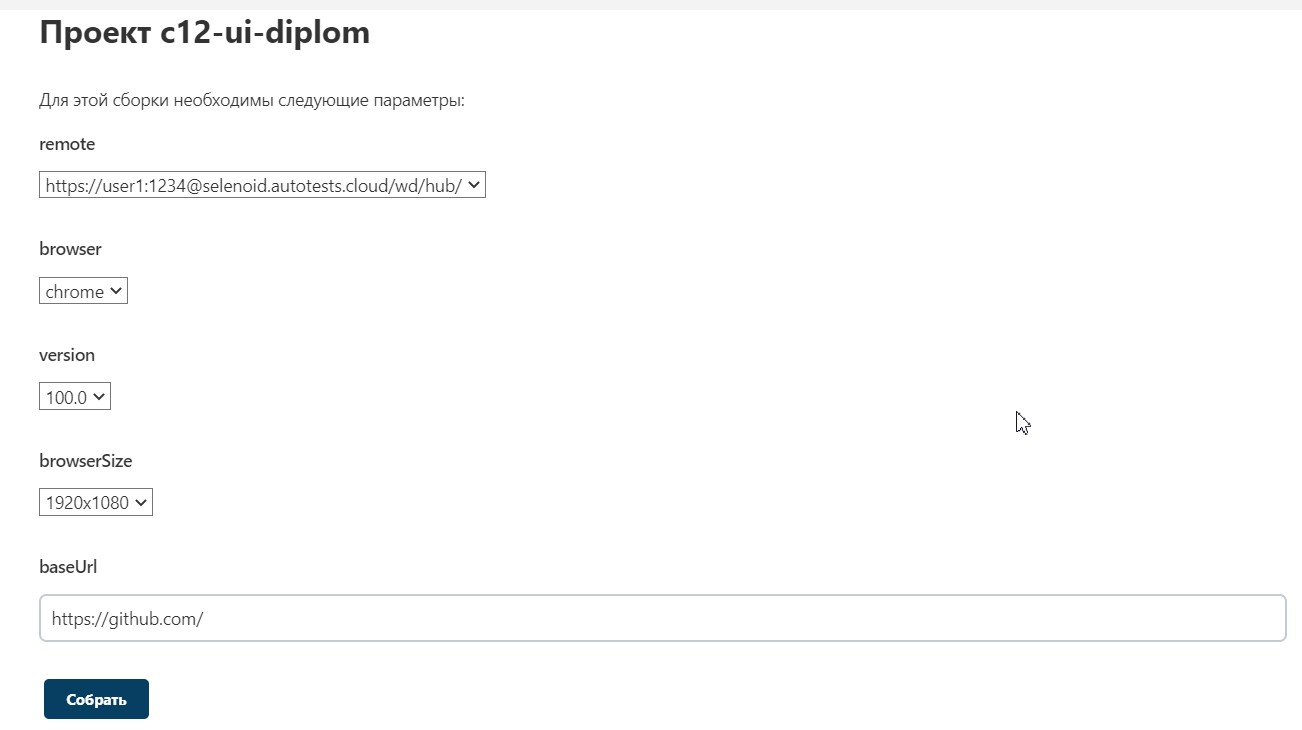 Проект c12-ui-diplom
Для этой сборки необходимы следующие параметры:
remote
https://user1:1234@selenoid.autotests.cloud/wd/hub/
browser
chrome
version
100.0
browserSize
1920x1080
baseUrl
https://github.com/
Собрать